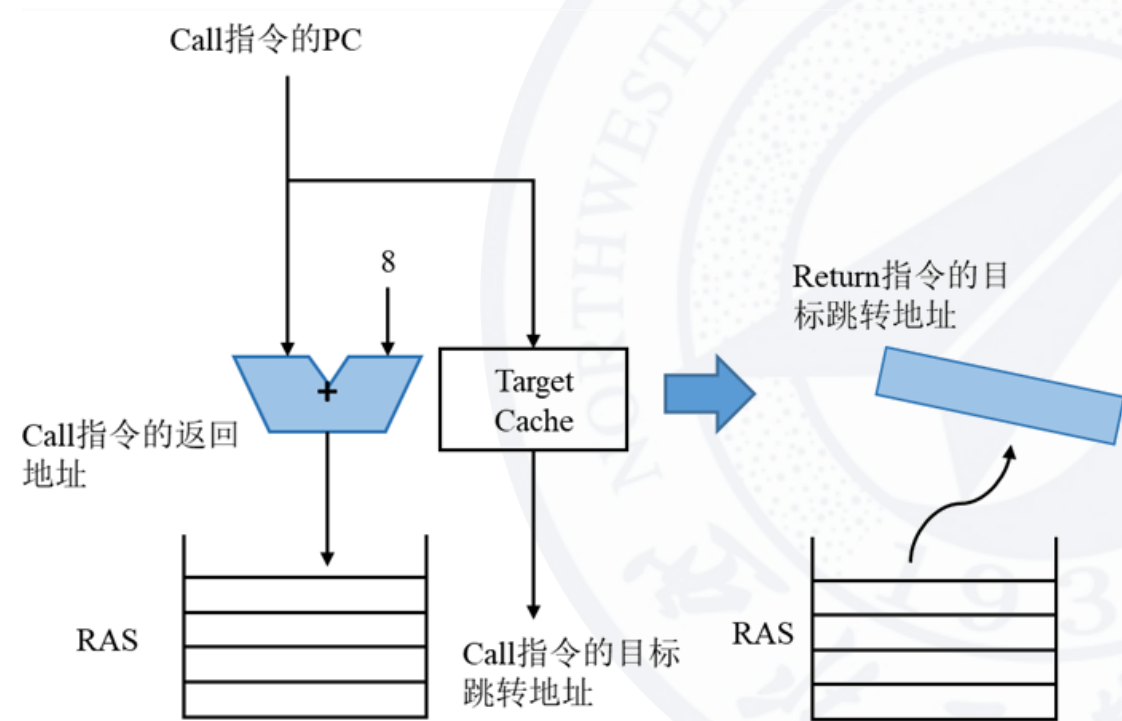 Call指令的PC
8
Return指令的目
标跳转地址
+
Target
Cache
Call指令的返回
地址
RAS
Call指令的目标
跳转地址
RAS
NORTHWESTE